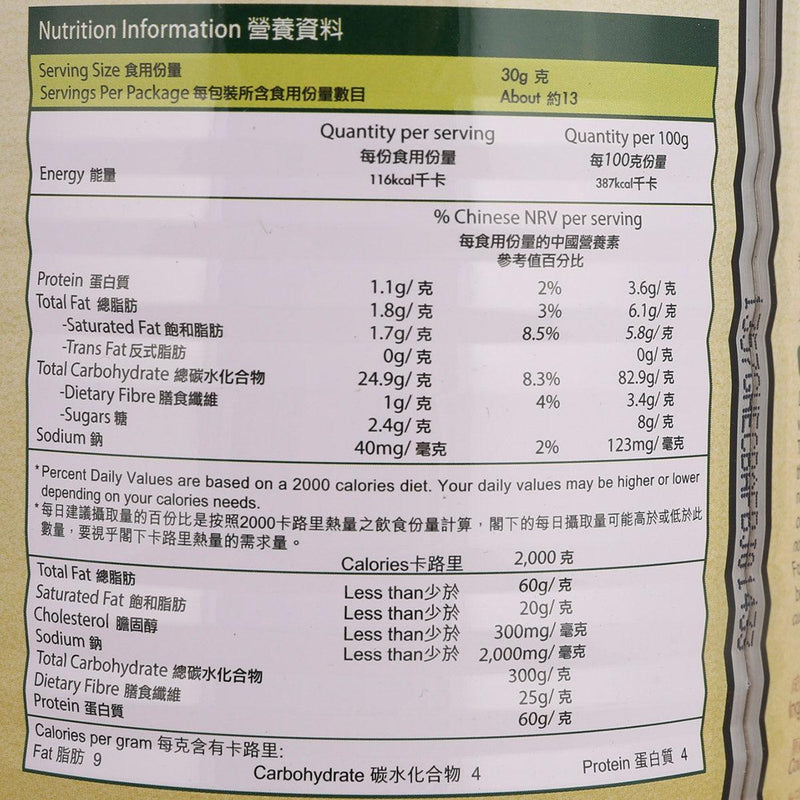 Nutrition Information 營養資料
Serving Size 食用份量 30g 克
Servings Per Package 每包裝所含食用份量數目 About 約13
Quantity per serving Quantity per 100g
每份食用份量 每100克份量
Energy 能量 116kcal千卡 387kcal千卡
% Chinese NRV per serving
每食用份量的中國營養素
參考值百分比
Protein 蛋白質 1.1g/克 2% 3.6g/克
Total Fat 總脂肪 1.8g/克 3% 6.1g/克
-Saturated Fat 飽和脂肪 1.7g/克 8.5% 5.8g/克
-Trans Fat 反式脂肪 0g/克 0g/克
Total Carbohydrate 總碳水化合物 24.9g/克 8.3% 82.9g/克
-Dietary Fibre 膳食纖維 1g/克 4% 3.4g/克
-Sugars 糖 2.4g/克 8g/克
Sodium 鈉 40mg/毫克 2% 123mg/毫克
*Percent Daily Values are based on a 2000 calories diet. Your daily values may be higher or lower
depending on your calories needs.
*每日建議攝取量的百份比是按照2000卡路里熱量之飲食份量計算，閣下的每日攝取量可能高於或低於此
數量，要視乎閣下卡路里熱量的需求量。
Calories卡路里 2,000 克
Total Fat 總脂肪 Less than少於 60g/克
Saturated Fat 飽和脂肪 Less than少於 20g/克
Cholesterol 膽固醇 Less than少於 300mg/毫克
Sodium 鈉 Less than少於 2,000mg/毫克
Total Carbohydrate 總碳水化合物 300g/克
Dietary Fibre 膳食纖維 25g/克
Protein 蛋白質 60g/克
Calories per gram 每克含有卡路里:
Fat 脂肪 9 Carbohydrate 碳水化合物 4 Protein 蛋白質 4